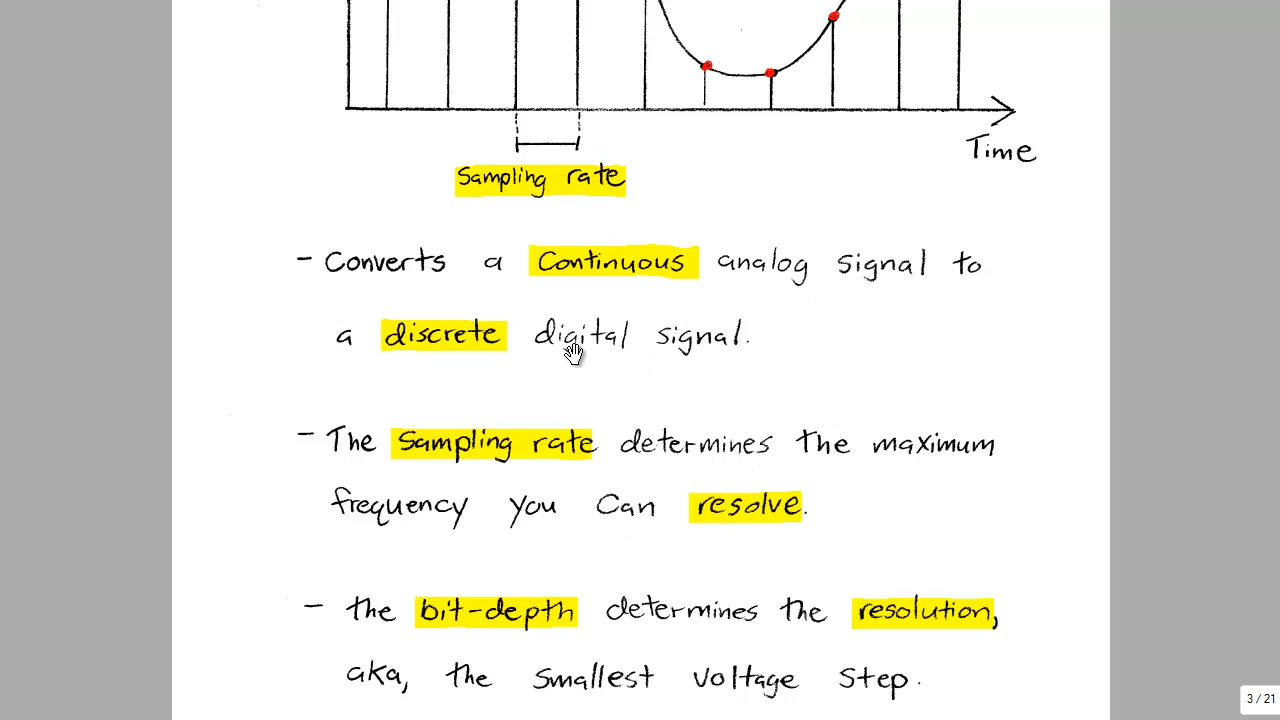 Time
Sampling rate
- Converts a Continuous analog signal to
a discrete digital signal.
- The Sampling rate determines the maximum
frequency you Can resolve.
- the bit-depth determines the resolution,
aka, the smallest voltage step.
3 / 21